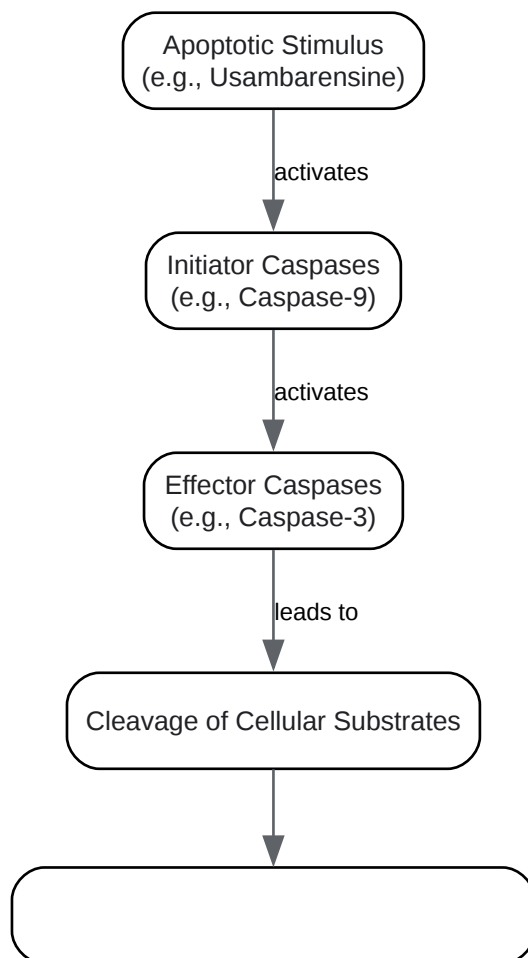 Apoptotic Stimulus
(e.g., Usambarensine)
activates
Initiator Caspases
(e.g., Caspase-9)
activates
Effector Caspases
(e.g., Caspase-3)
leads to
Cleavage of Cellular Substrates